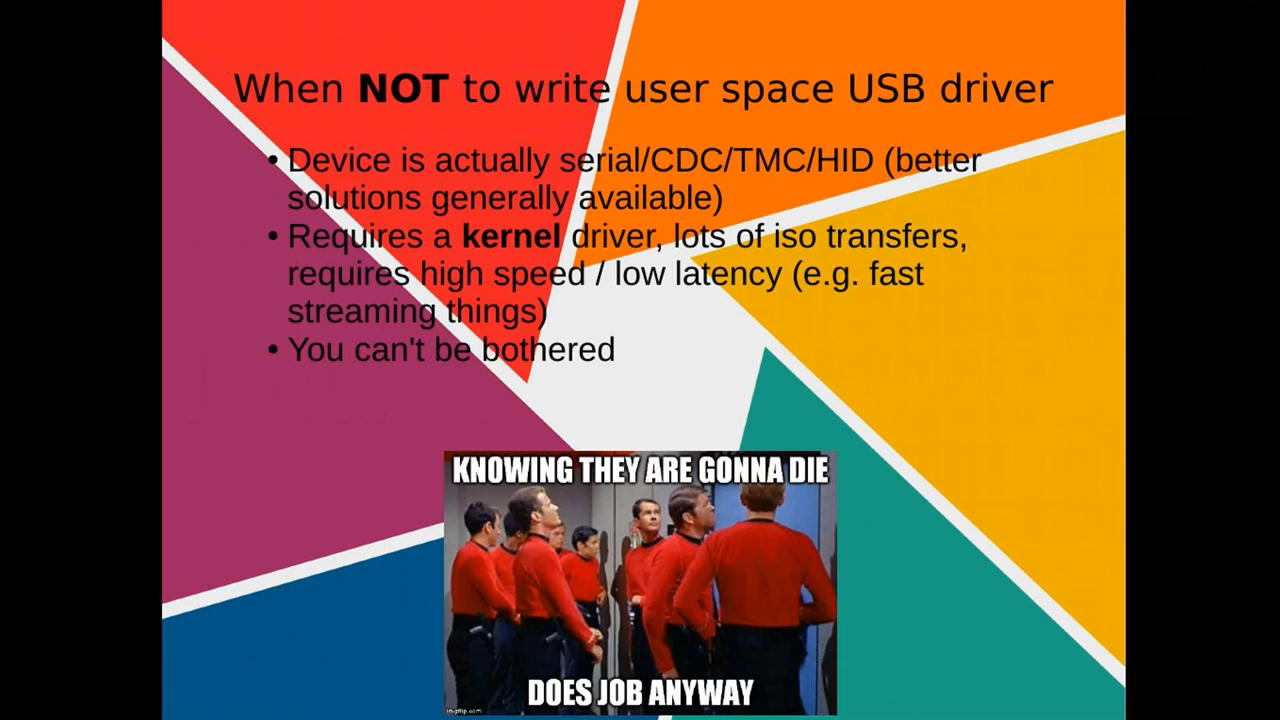 When NOT to write user space USB driver
• Device is actually serial/CDC/TMC/HID (better
solutions generally available)
• Requires a kernel driver, lots of iso transfers,
requires high speed / low latency (e.g. fast
streaming things)
• You can't be bothered
KNOWING THEY ARE GONNA DIE
DOES JOB ANYWAY
imgflip.com